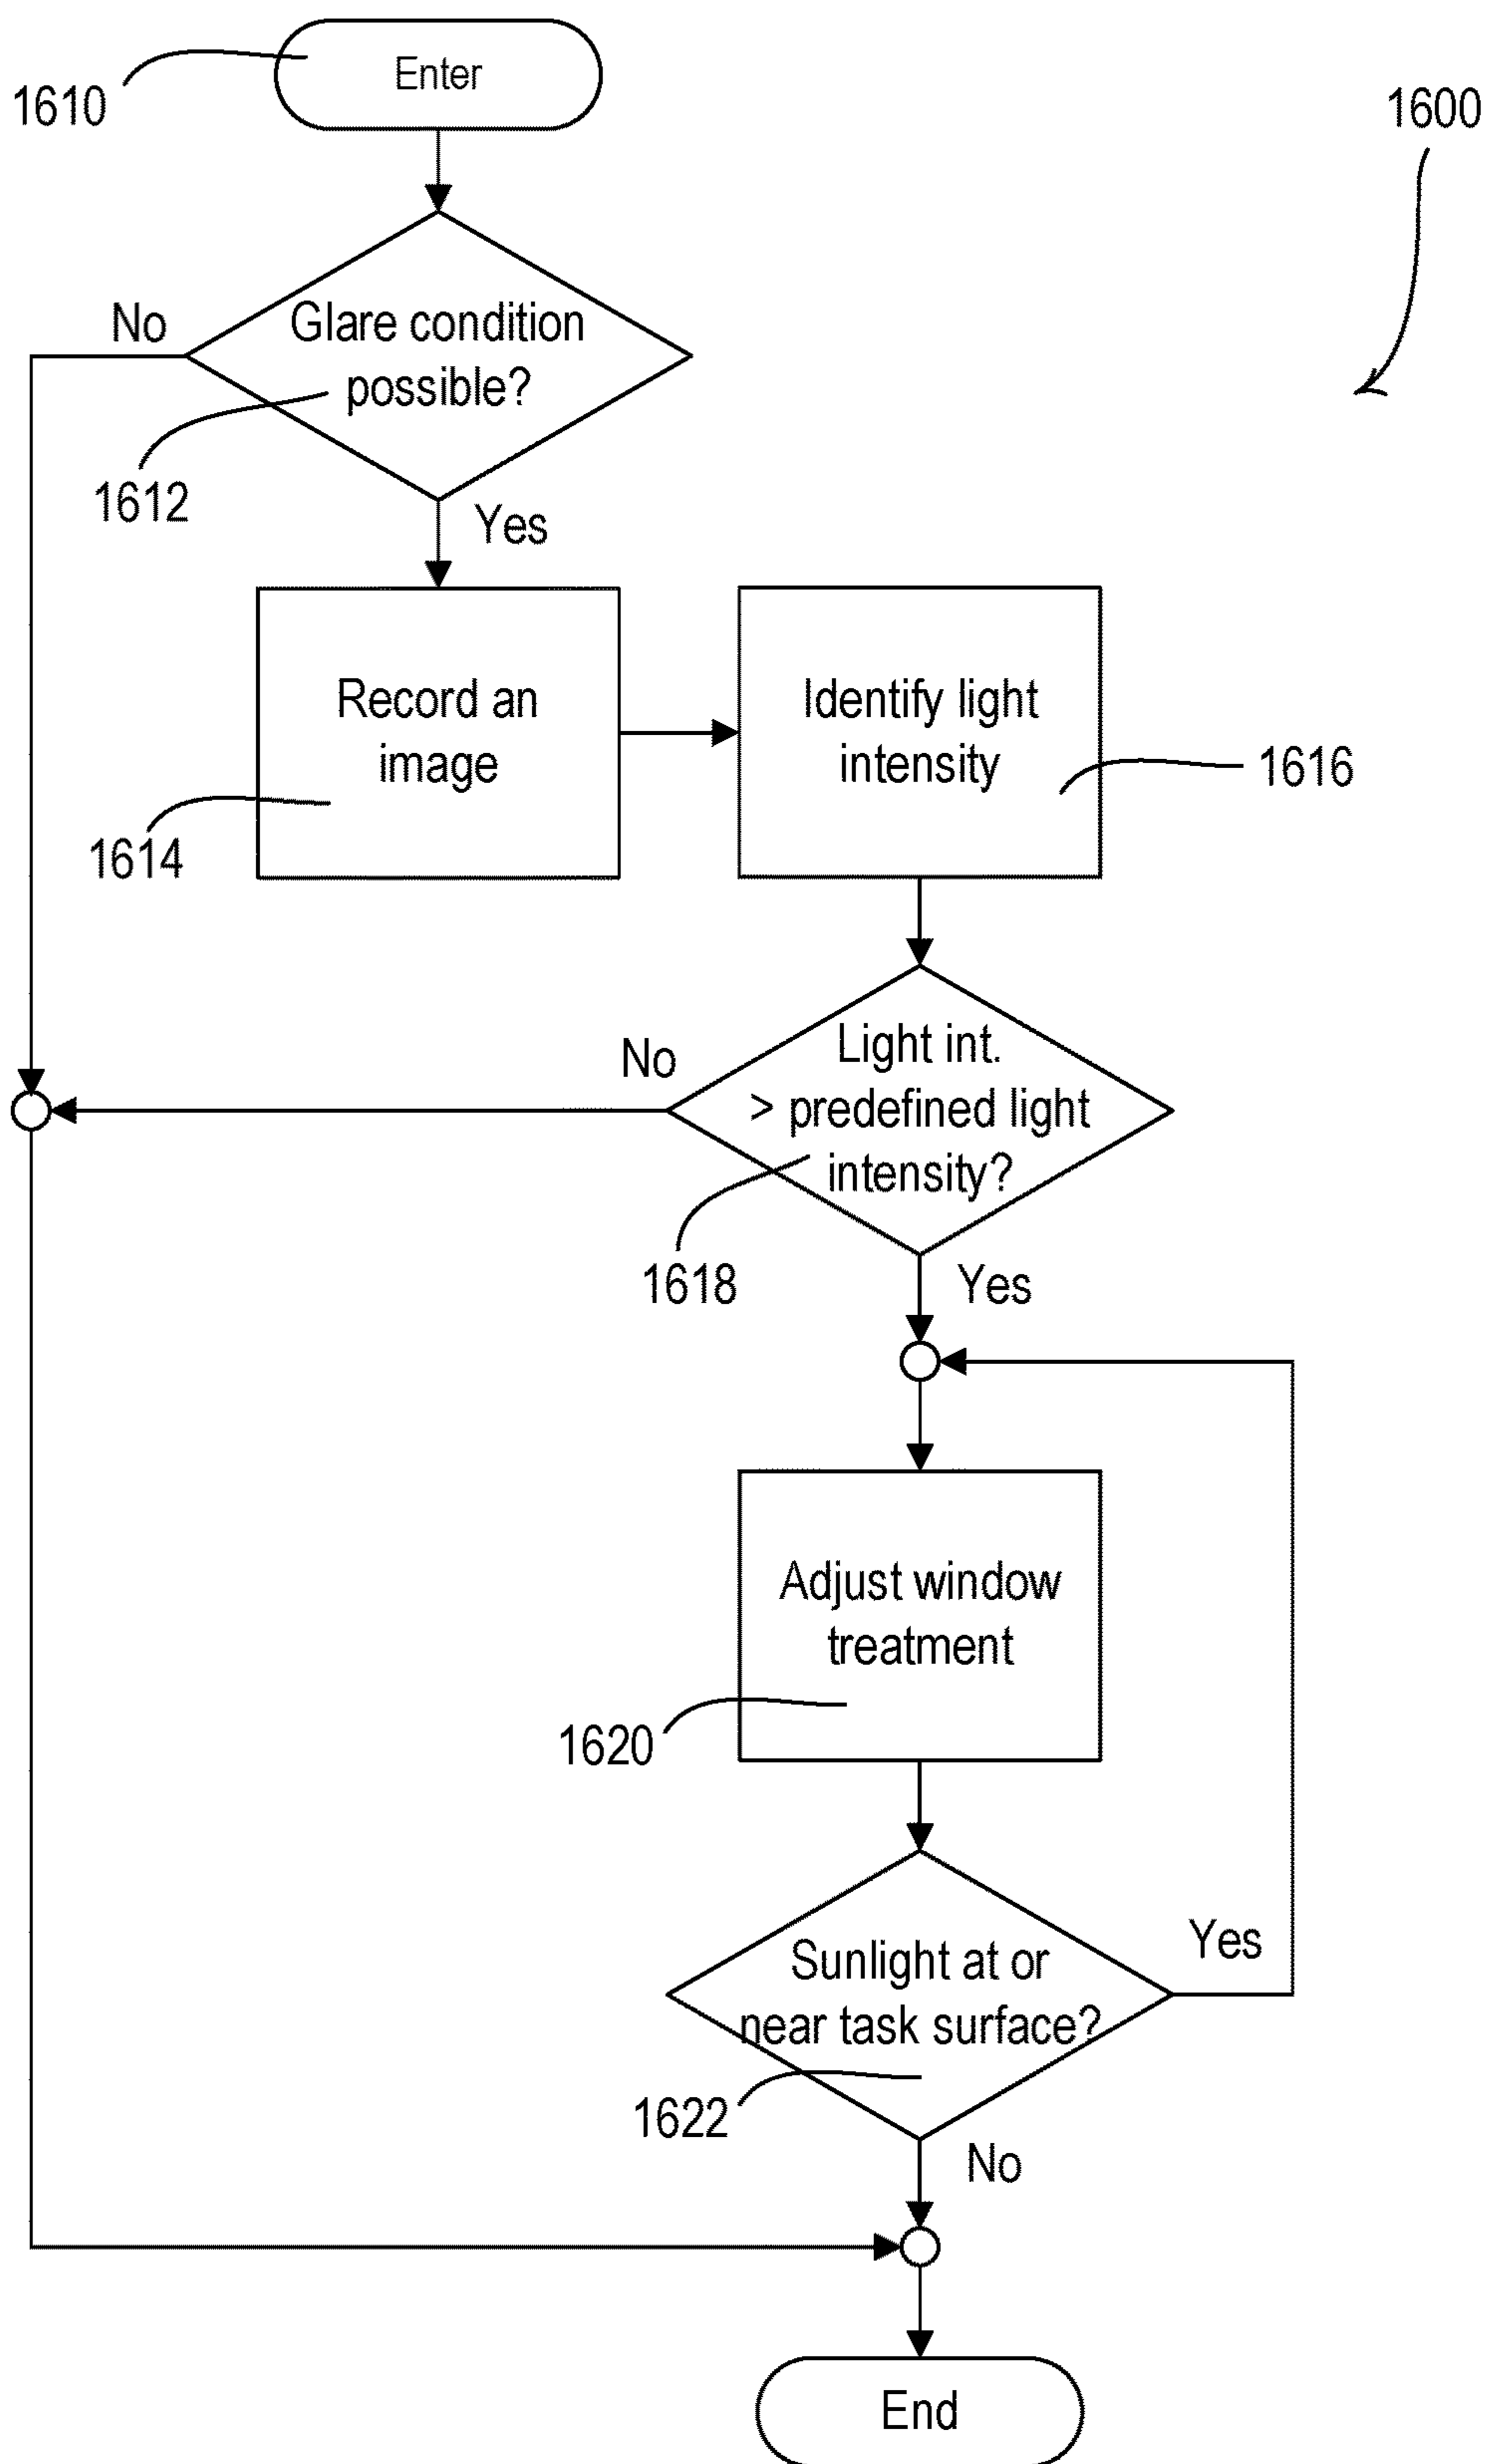 Enter
1610
1600
No
Glare condition
possible?
1612
Yes
Record an
image
1614
Identify light
intensity
1616
No
Light int.
> predefined light
intensity?
1618
Yes
Adjust window
treatment
1620
Yes
Sunlight at or
near task surface?
1622
No
End